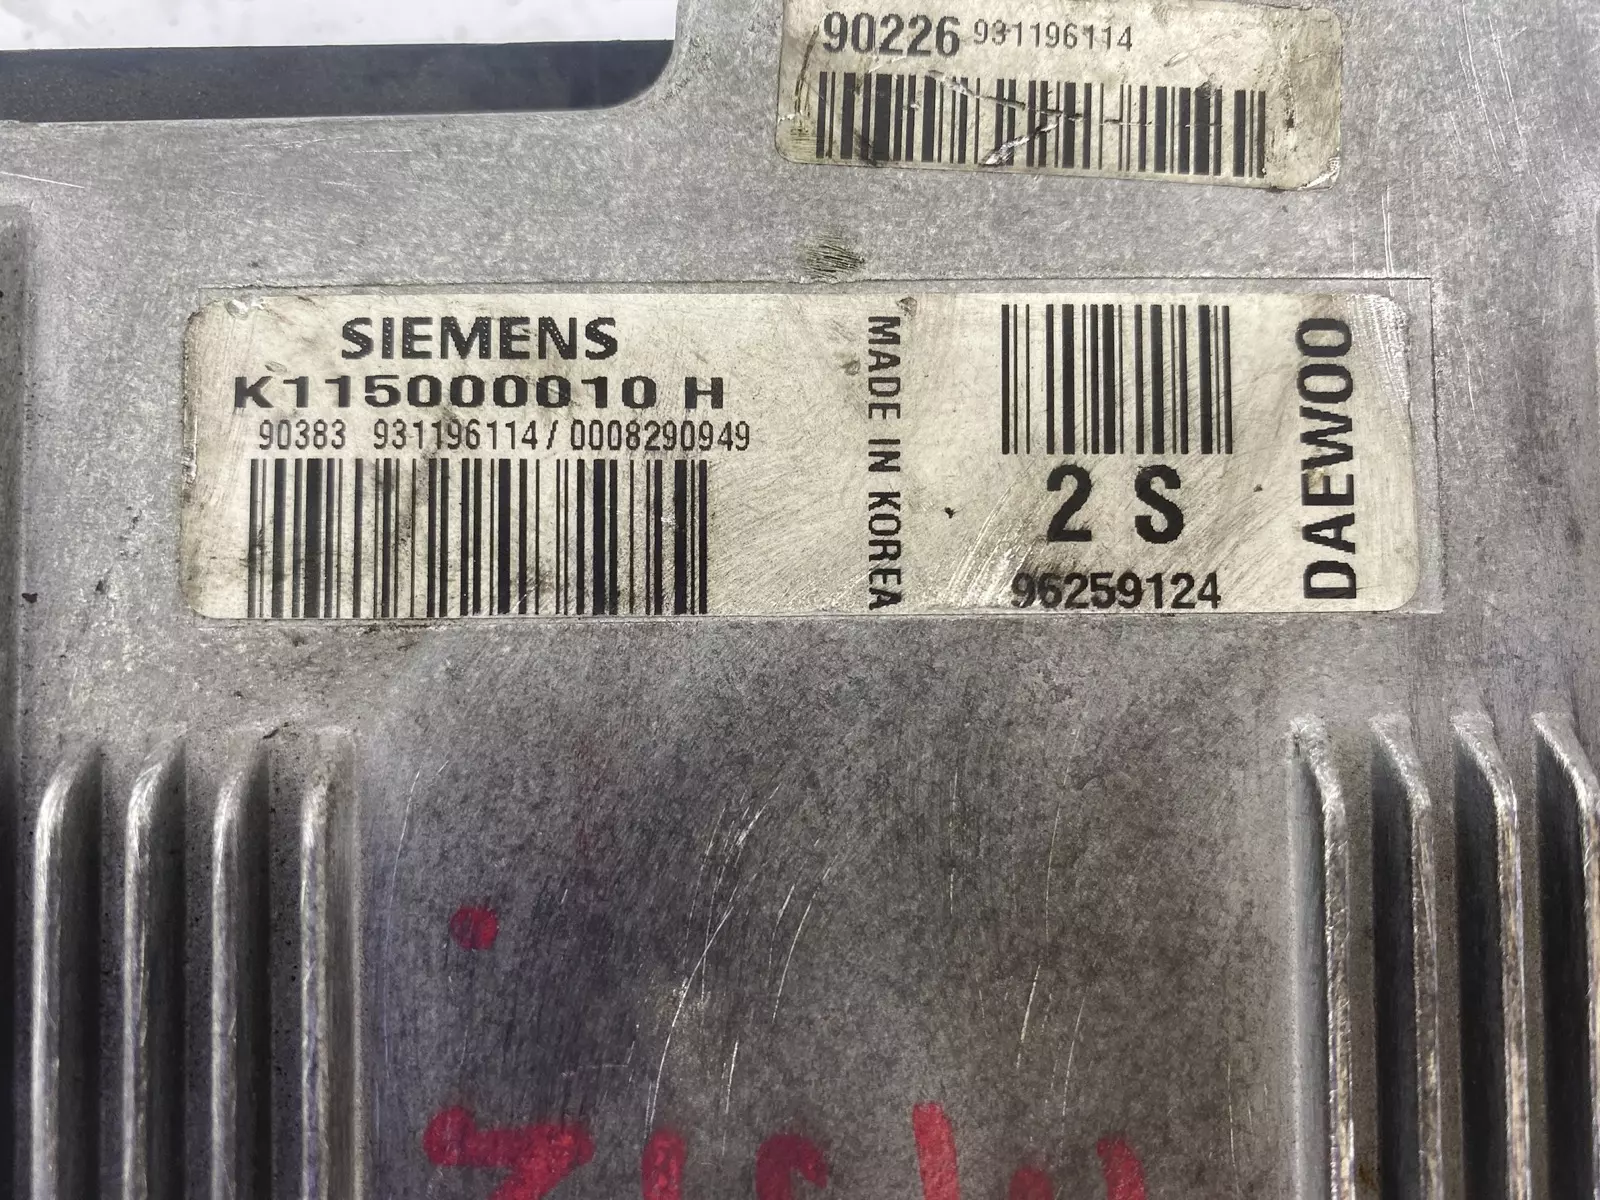 90226 931196114
SIEMENS
K115000010 H
90383 931196114/0008290949
MADE IN KOREA
2 S
96259124
DAEWOO